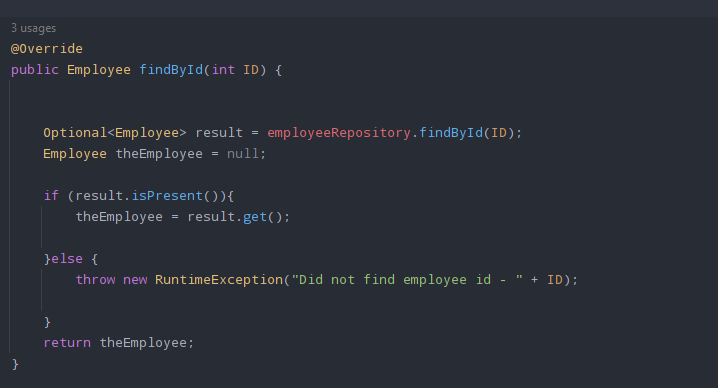 3 usages
@Override
public Employee findById(int ID) {
Optional<Employee> result = employeeRepository.findById(ID);
Employee theEmployee = null;
if (result.isPresent()){
theEmployee = result.get();
}else {
throw new RuntimeException("Did not find employee id - " + ID);
}
return theEmployee;
}